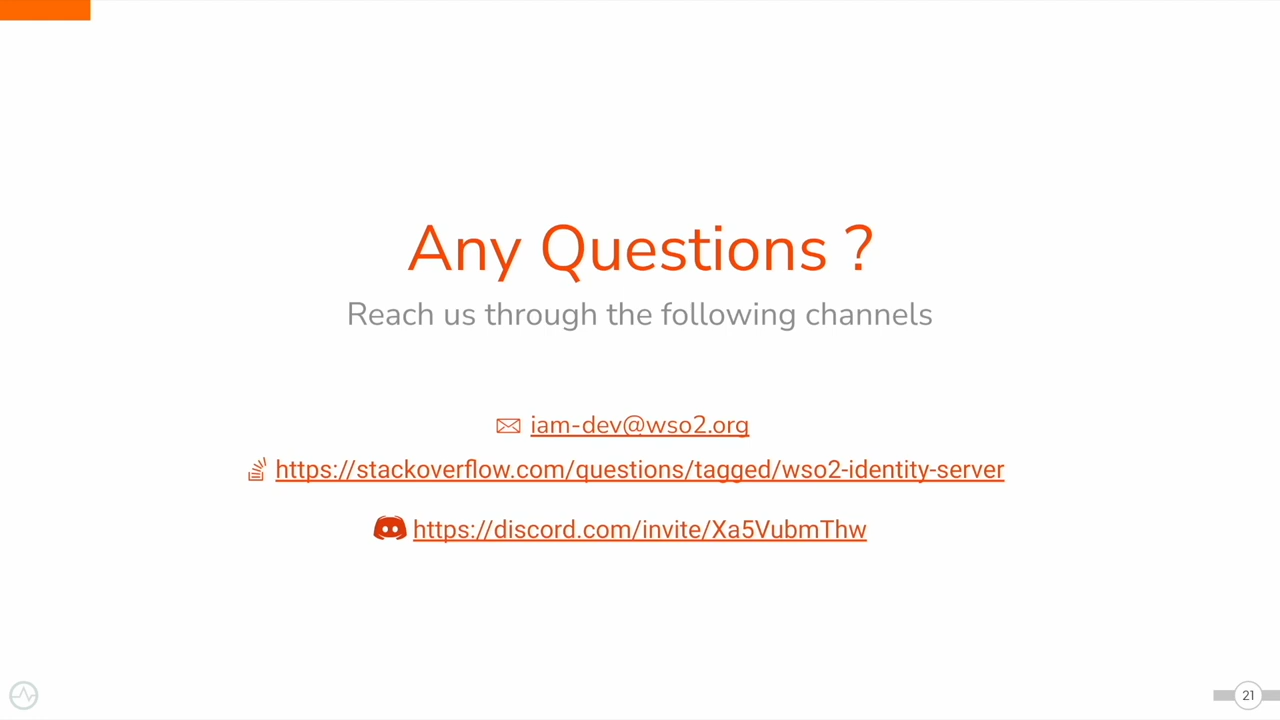 Any Questions ?
Reach us through the following channels
iam-dev@wso2.org
https://stackoverflow.com/questions/tagged/wso2-identity-server
https://discord.com/invite/Xa5VubmThw
21